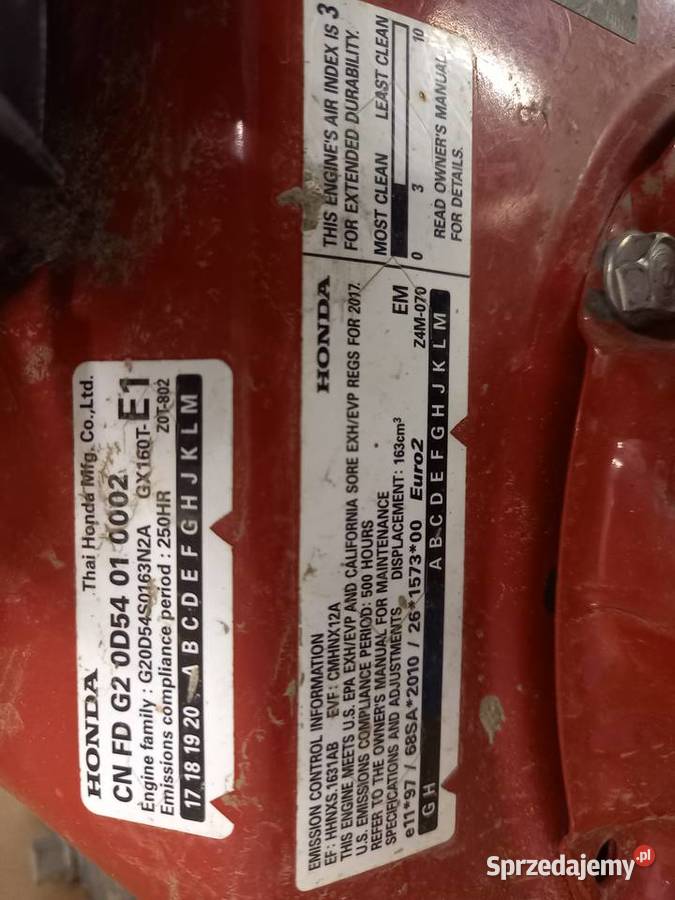 HONDA Thai Honda Mfg. Co.,Ltd.
CN FD G2 0D54 01 0002
Engine family : G20D54S0163N2A GX160T-E1
Emissions compliance period : 250HR Z0T-802
17 18 19 20 A B C D E F G H J K L M
EMISSION CONTROL INFORMATION HONDA
EF: HHNXS.1631AB EVF: CMHINX12A
THIS ENGINE MEETS U.S. EPA EXH/EVP AND CALIFORNIA SORE EXH/EVP REGS FOR 2017.
U.S. EMISSIONS COMPLIANCE PERIOD: 500 HOURS
REFER TO THE OWNER'S MANUAL FOR MAINTENANCE
SPECIFICATIONS AND ADJUSTMENTS DISPLACEMENT: 163cm³ EM
e11*97 / 68SA*2010 / 26*1573*00 Euro2 Z4M-070
G H A B C D E F G H J K L M
THIS ENGINE'S AIR INDEX IS 3
FOR EXTENDED DURABILITY.
MOST CLEAN LEAST CLEAN
0 3 10
READ OWNER'S MANUAL
FOR DETAILS.
Sprzedajemy.pl